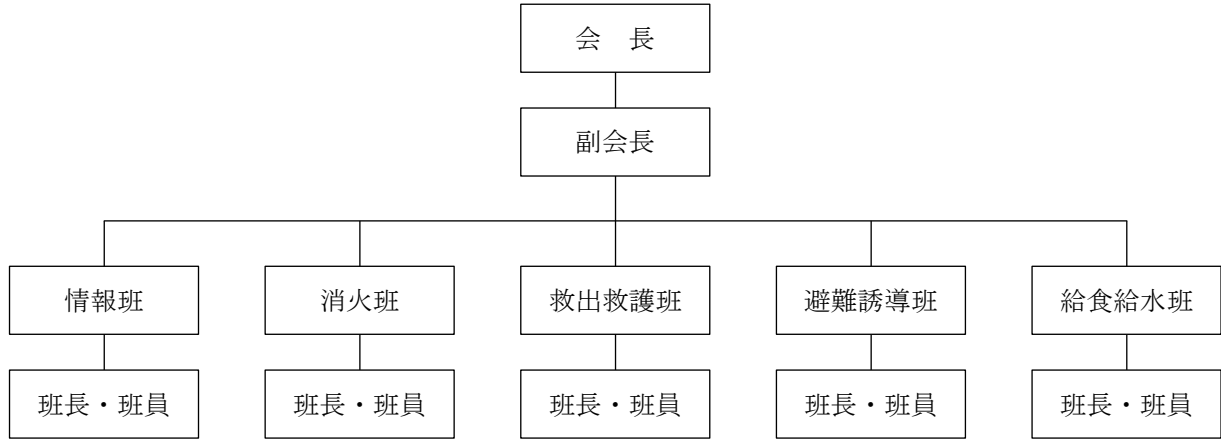 会　長
副会長
情報班
消火班
救出救護班
避難誘導班
給食給水班
班長・班員
班長・班員
班長・班員
班長・班員
班長・班員